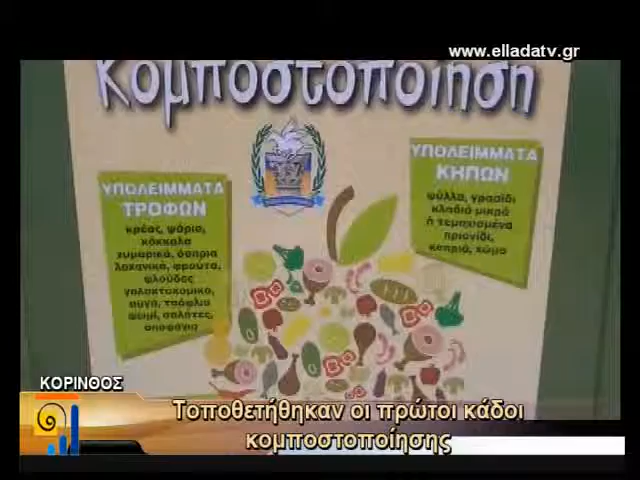 www.elladatv.gr
Κομποστοποίηση
ΥΠΟΛΕΙΜΜΑΤΑ
ΤΡΟΦΩΝ
κρέας, ψάρια,
κόκκαλα
ζυμαρικά, όσπρια
λαχανικά, φρούτα,
φλούδες
γαλακτοκομικά,
αυγά, τσόφλια
ψωμί, σαλάτες,
αποφάγια
ΥΠΟΛΕΙΜΜΑΤΑ
ΚΗΠΩΝ
φύλλα, γρασίδι
κλαδιά μικρά
ή τεμαχισμένα
πριονίδι,
κοπριά, χώμα
ΚΟΡΙΝΘΟΣ
Τοποθετήθηκαν οι πρώτοι κάδοι
κομποστοποίησης